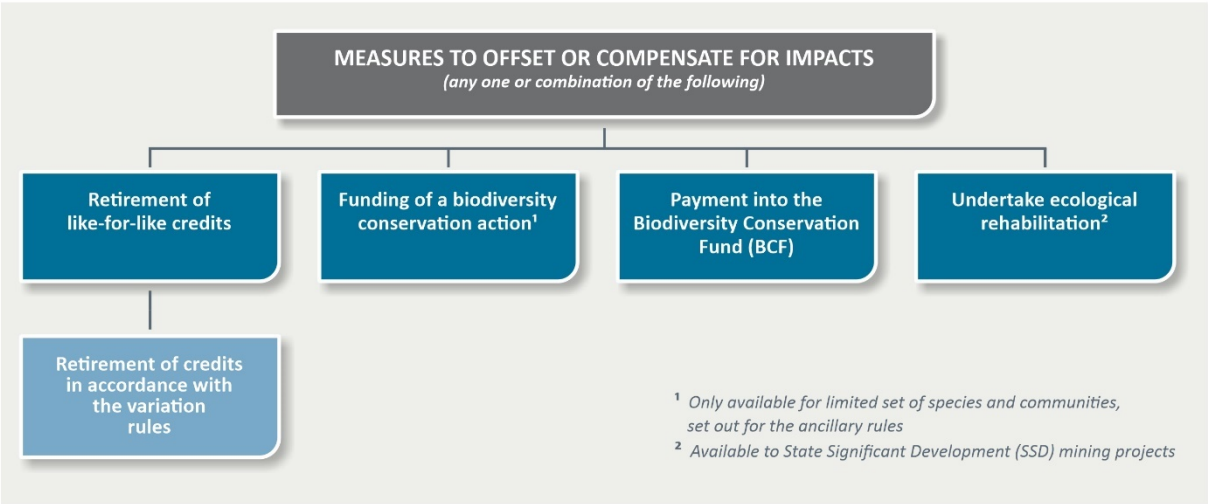 MEASURES TO OFFSET OR COMPENSATE FOR IMPACTS
(any one or combination of the following)
Retirement of
like-for-like credits
Funding of a biodiversity
conservation action¹
Payment into the
Biodiversity Conservation
Fund (BCF)
Undertake ecological
rehabilitation²
Retirement of credits
in accordance with
the variation
rules
¹ Only available for limited set of species and communities,
set out for the ancillary rules
² Available to State Significant Development (SSD) mining projects